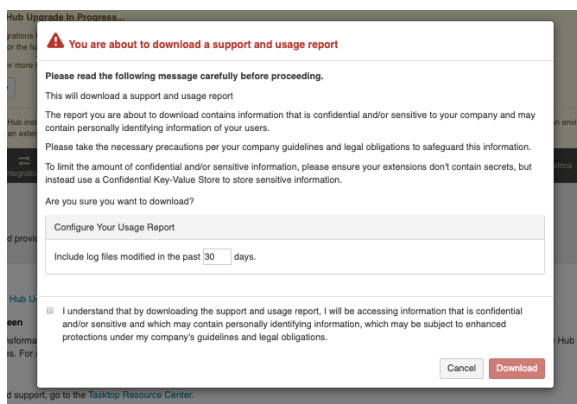 Hub Upgrade In Progress...
You are about to download a support and usage report
Please read the following message carefully before proceeding.
This will download a support and usage report
The report you are about to download contains information that is confidential and/or sensitive to your company and may
contain personally identifying information of your users.
Please take the necessary precautions per your company guidelines and legal obligations to safeguard this information.
To limit the amount of confidential and/or sensitive information, please ensure your extensions don't contain secrets, but
instead use a Confidential Key-Value Store to store sensitive information.
Are you sure you want to download?
Configure Your Usage Report
Include log files modified in the past 30 days.
I understand that by downloading the support and usage report, I will be accessing information that is confidential
and/or sensitive and which may contain personally identifying information, which may be subject to enhanced
protections under my company's guidelines and legal obligations.
Cancel Download
d support, go to the Tasktop Resource Center.